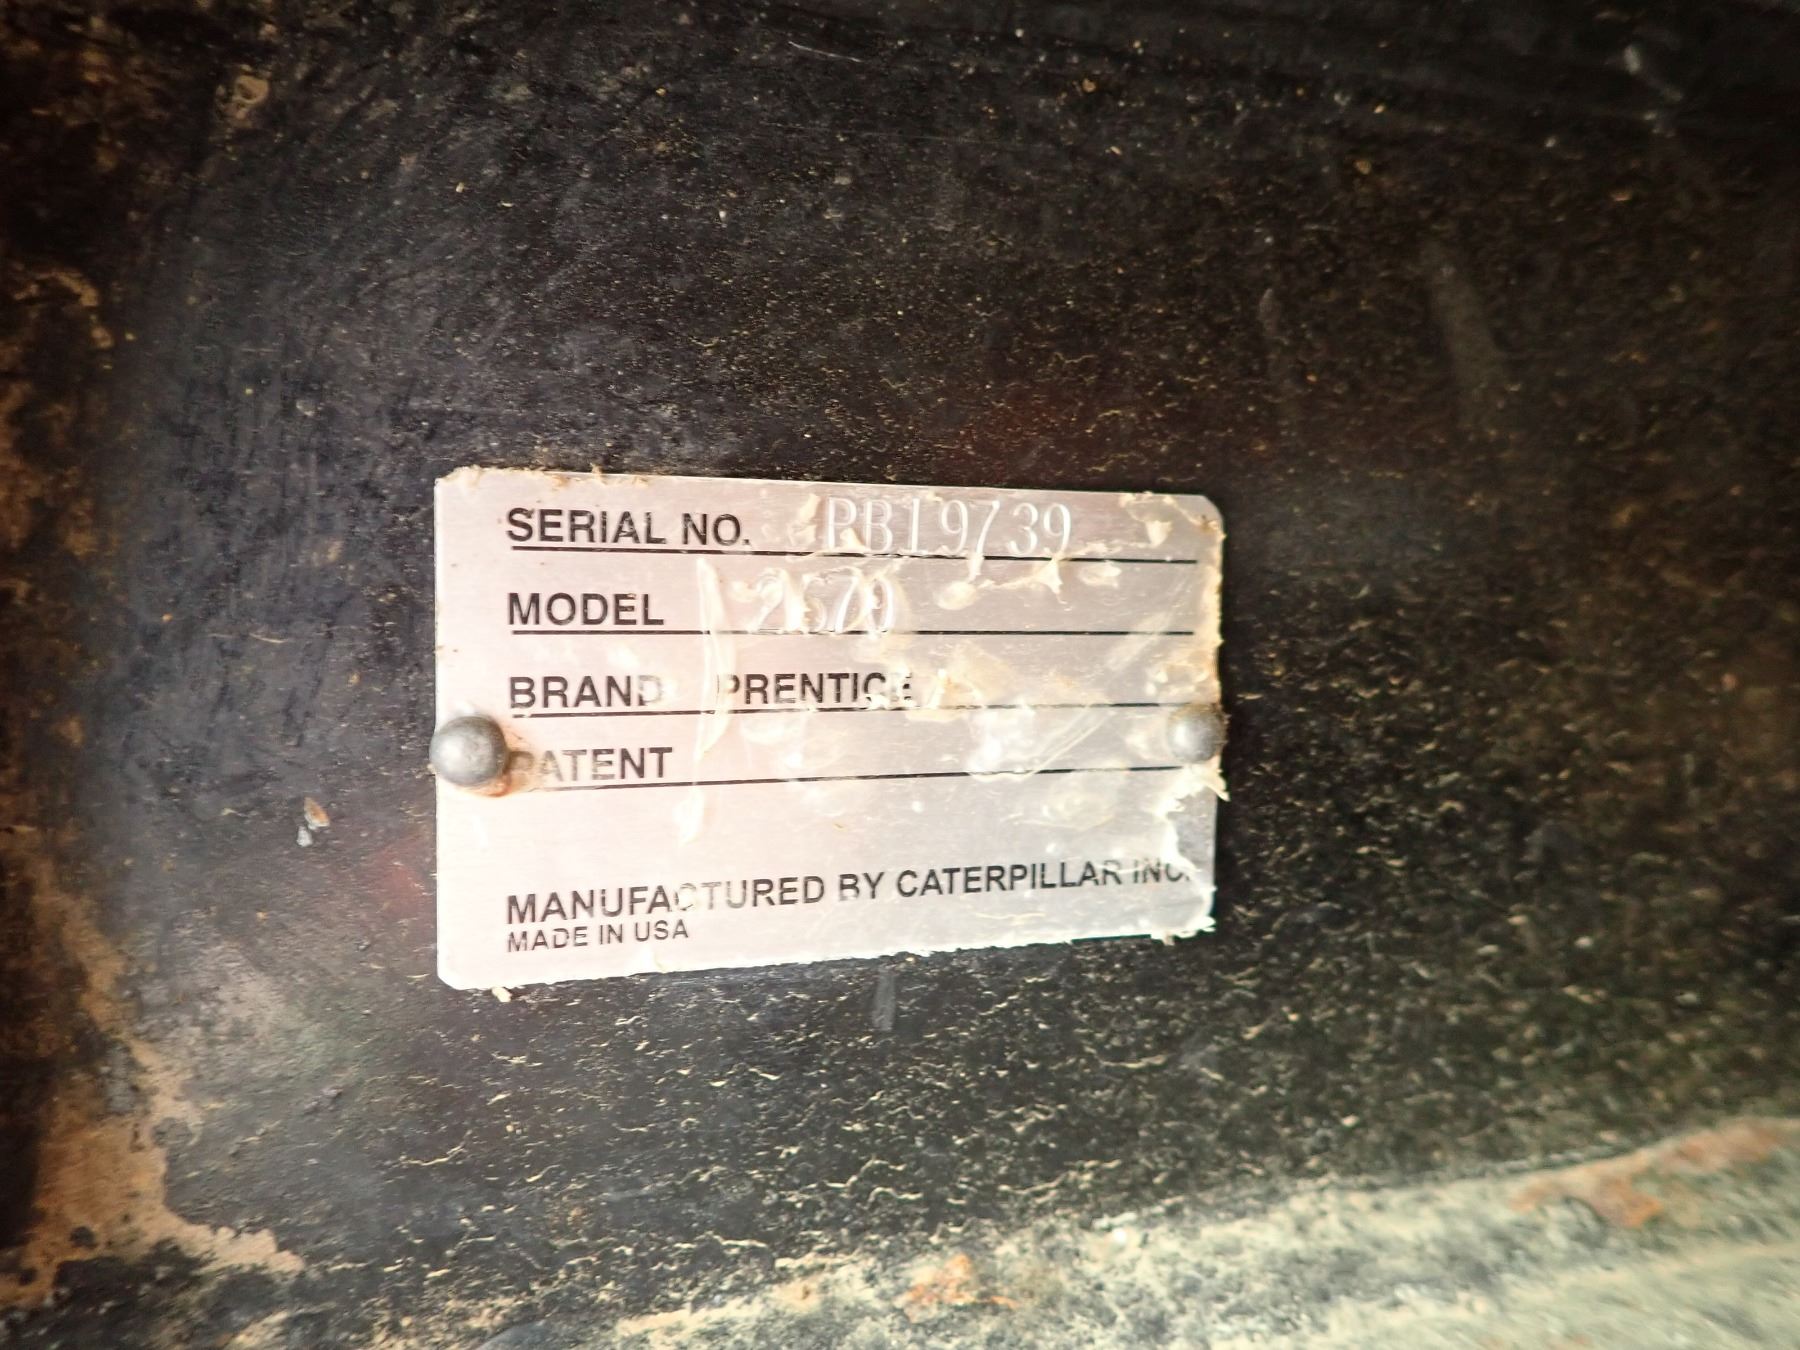 SERIAL NO. PB19739
MODEL 2570
BRAND PRENTICE
PATENT
MANUFACTURED BY CATERPILLAR INC.
MADE IN USA